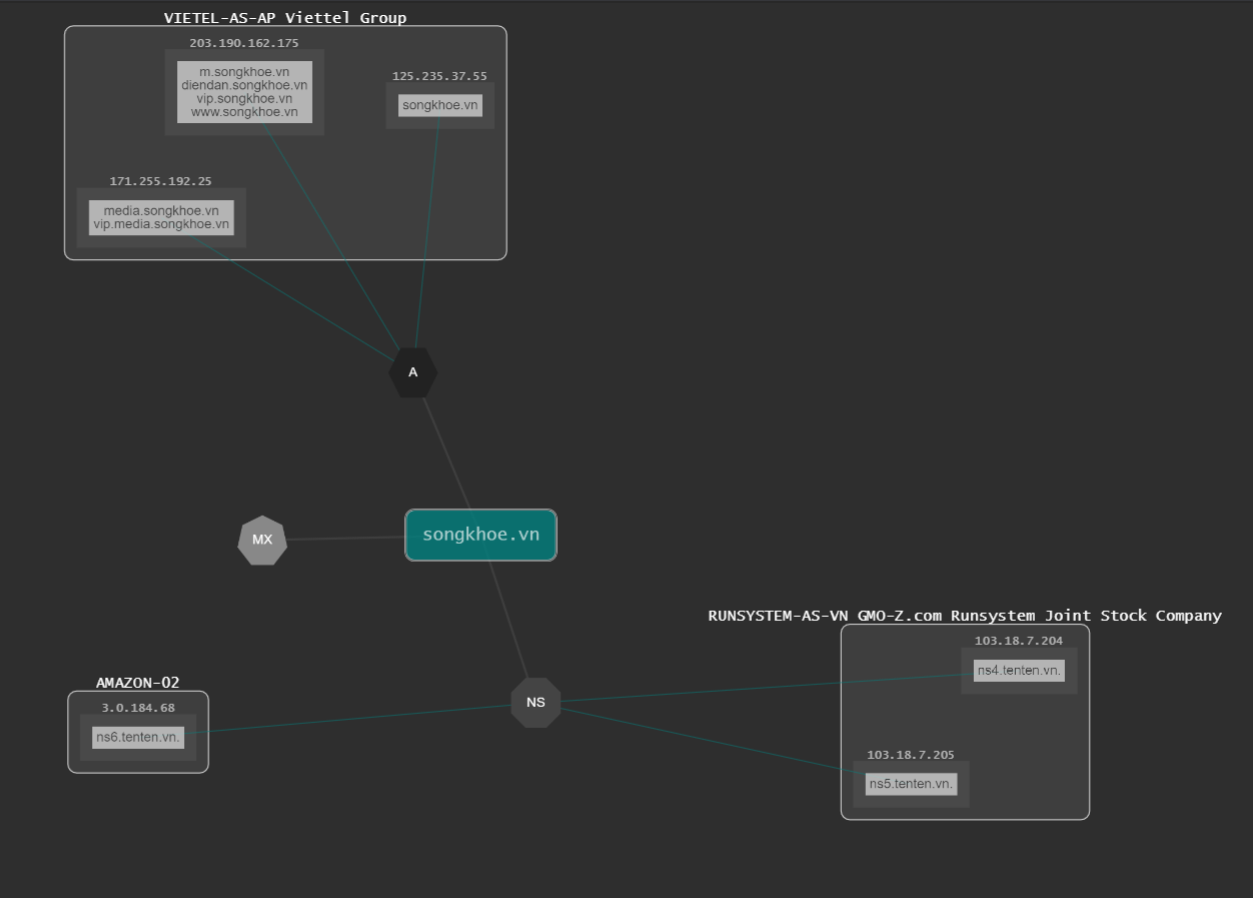 VIETEL-AS-AP Viettel Group
203.190.162.175
m.songkhoe.vn
diendan.songkhoe.vn
vip.songkhoe.vn
www.songkhoe.vn
125.235.37.55
songkhoe.vn
171.255.192.25
media.songkhoe.vn
vip.media.songkhoe.vn
A
MX
songkhoe.vn
RUNSYSTEM-AS-VN GMO-Z.com Runsystem Joint Stock Company
103.18.7.204
ns4.tenten.vn.
AMAZON-02
3.0.184.68
ns6.tenten.vn.
NS
103.18.7.205
ns5.tenten.vn.